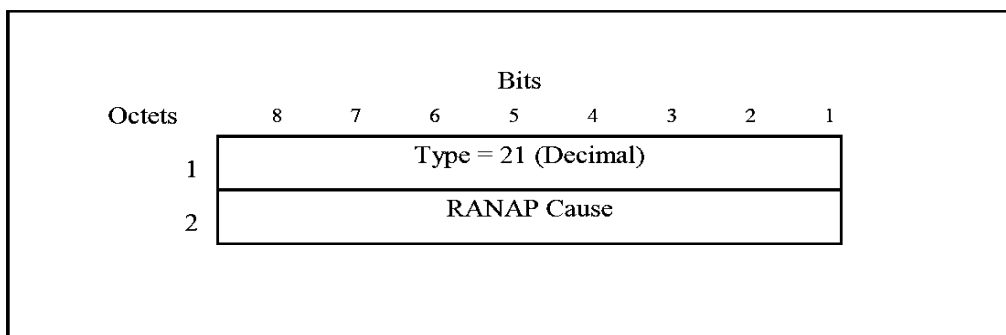 Bits
Octets 8 7 6 5 4 3 2 1
1 Type = 21 (Decimal)
2 RANAP Cause